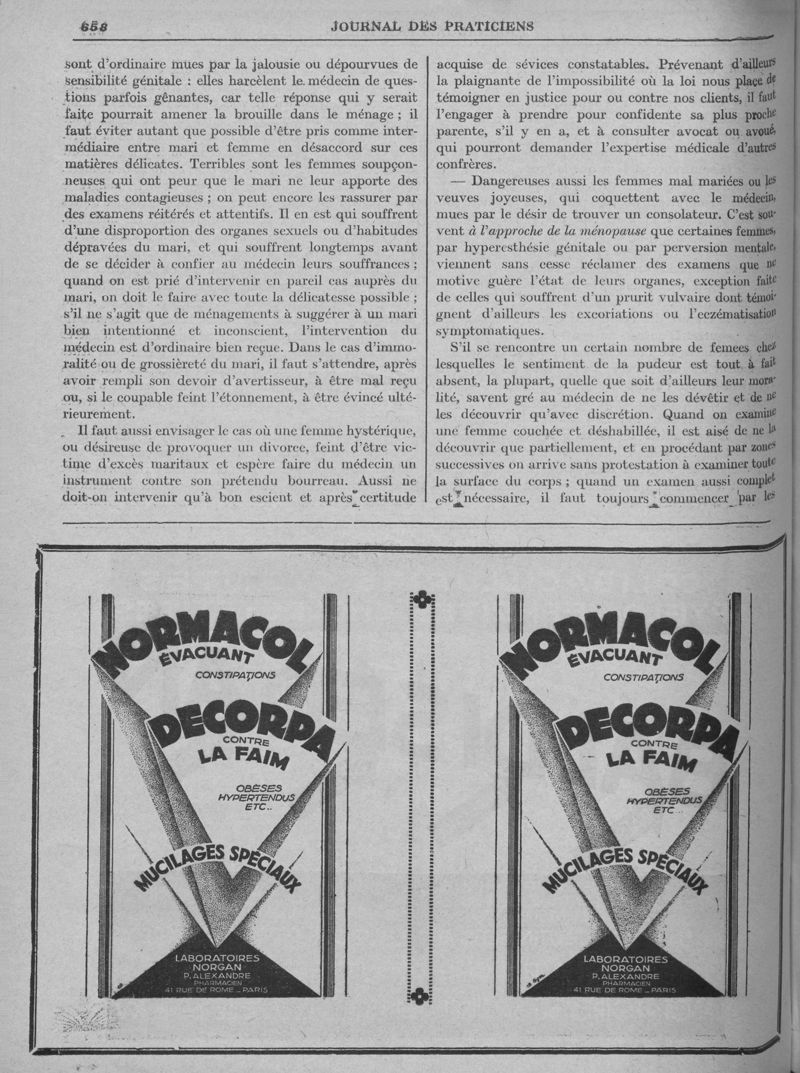 656
JOURNAL DES PRATICIENS
sont d'ordinaire mues par la jalousie ou dépourvues de
sensibilité génitale : elles harcèlent le médecin de ques-
tions parfois gênantes, car telle réponse qui y serait
faite pourrait amener la brouille dans le ménage ; il
faut éviter autant que possible d'être pris comme inter-
médiaire entre mari et femme en désaccord sur ces
matières délicates. Terribles sont les femmes soupçon-
neuses qui ont peur que le mari ne leur apporte des
maladies contagieuses ; on peut encore les rassurer par
des examens réitérés et attentifs. Il en est qui souffrent
d'une disproportion des organes sexuels ou d'habitudes
dépravées du mari, et qui souffrent longtemps avant
de se décider à confier au médecin leurs souffrances ;
quand on est prié d'intervenir en pareil cas auprès du
mari, on doit le faire avec toute la délicatesse possible ;
s'il ne s'agit que de ménagements à suggérer à un mari
bien intentionné et inconscient, l'intervention du
médecin est d'ordinaire bien reçue. Dans le cas d'immo-
ralité ou de grossièreté du mari, il faut s'attendre, après
avoir rempli son devoir d'avertisseur, à être mal reçu
ou, si le coupable feint l'étonnement, à être évincé ulté-
rieurement.
Il faut aussi envisager le cas où une femme hystérique,
ou désireuse de provoquer un divorce, feint d'être vic-
time d'excès maritaux et espère faire du médecin un
instrument contre son prétendu bourreau. Aussi ne
doit-on intervenir qu'à bon escient et après certitude
acquise de sévices constatables. Prévenant d'ailleurs
la plaignante de l'impossibilité où la loi nous place de
témoigner en justice pour ou contre nos clients, il faut
l'engager à prendre pour confidente sa plus proche
parente, s'il y en a, et à consulter avocat ou avoué,
qui pourront demander l'expertise médicale d'autres
confrères.
— Dangereuses aussi les femmes mal mariées ou les
veuves joyeuses, qui coquettent avec le médecin,
mues par le désir de trouver un consolateur. C'est sou-
vent à l'approche de la ménopause que certaines femmes,
par hyperesthésie génitale ou par perversion mentale,
viennent sans cesse réclamer des examens que ne
motive guère l'état de leurs organes, exception faite
de celles qui souffrent d'un prurit vulvaire dont témoi-
gnent d'ailleurs les excoriations ou l'eczématisation
symptomatiques.
S'il se rencontre un certain nombre de femees chez
lesquelles le sentiment de la pudeur est tout à fait
absent, la plupart, quelle que soit d'ailleurs leur mora-
lité, savent gré au médecin de ne les dévêtir et de ne
les découvrir qu'avec discrétion. Quand on examine
une femme couchée et déshabillée, il est aisé de ne la
découvrir que partiellement, et en procédant par zones
successives on arrive sans protestation à examiner toute
la surface du corps ; quand un examen aussi complet
est nécessaire, il faut toujours commencer par les
NORMACOL
ÉVACUANT
CONSTIPATIONS
DECORPA
CONTRE
LA FAIM
OBÈSES
HYPERTENDUS
ETC..
MUCILAGES SPÉCIAUX
LABORATOIRES
NORGAN
P. ALEXANDRE
PHARMACIEN
41 RUE DE ROME _ PARIS
NORMACOL
ÉVACUANT
CONSTIPATIONS
DECORPA
CONTRE
LA FAIM
OBÈSES
HYPERTENDUS
ETC..
MUCILAGES SPÉCIAUX
LABORATOIRES
NORGAN
P. ALEXANDRE
PHARMACIEN
41 RUE DE ROME _ PARIS